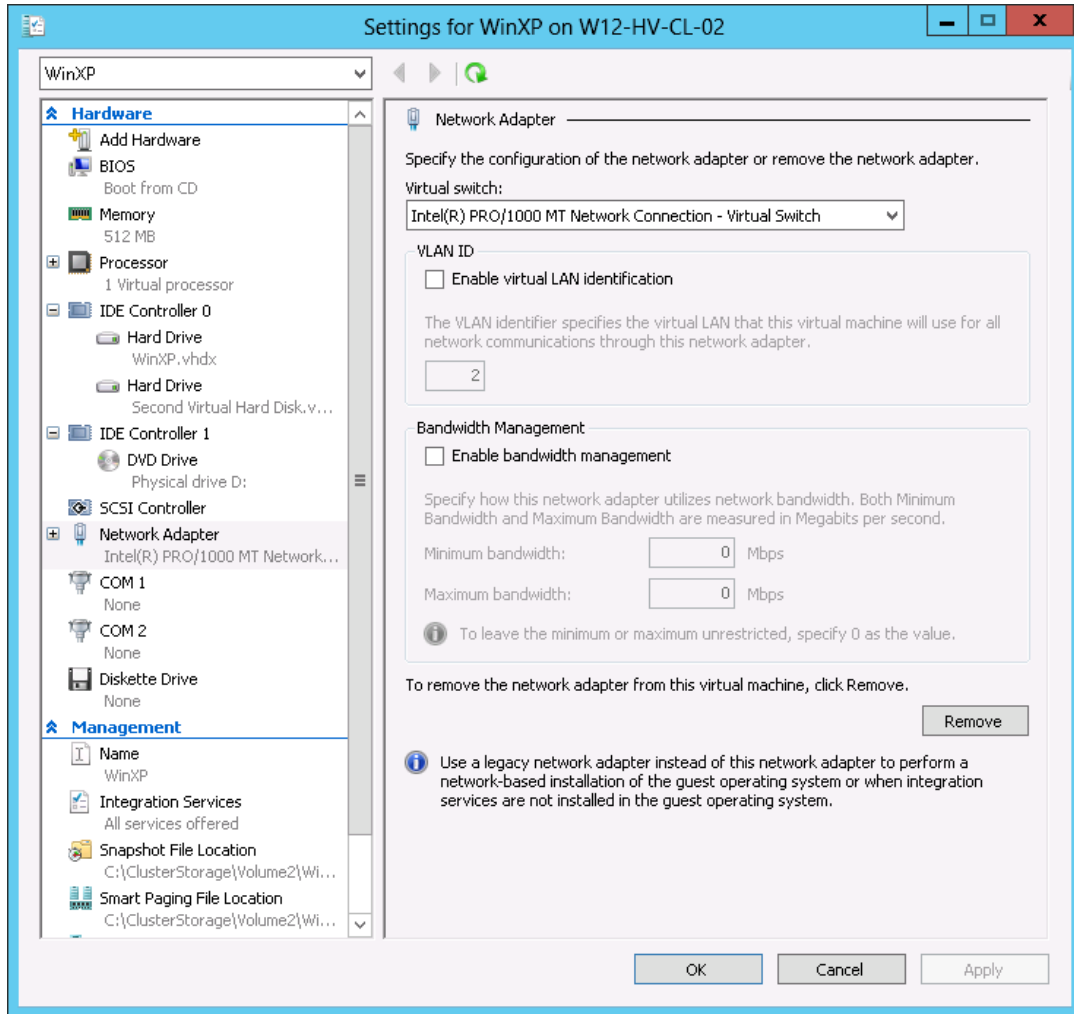 Settings for WinXP on W12-HV-CL-02
WinXP
Hardware
Add Hardware
BIOS
Boot from CD
Memory
512 MB
Processor
1 Virtual processor
IDE Controller 0
Hard Drive
WinXP.vhdx
Hard Drive
Second Virtual Hard Disk.v...
IDE Controller 1
DVD Drive
Physical drive D:
SCSI Controller
Network Adapter
Intel(R) PRO/1000 MT Network...
COM 1
None
COM 2
None
Diskette Drive
None
Management
Name
WinXP
Integration Services
All services offered
Snapshot File Location
C:\ClusterStorage\Volume2\Wi...
Smart Paging File Location
C:\ClusterStorage\Volume2\Wi...
Network Adapter
Specify the configuration of the network adapter or remove the network adapter.
Virtual switch:
Intel(R) PRO/1000 MT Network Connection - Virtual Switch
VLAN ID
Enable virtual LAN identification
The VLAN identifier specifies the virtual LAN that this virtual machine will use for all
network communications through this network adapter.
2
Bandwidth Management
Enable bandwidth management
Specify how this network adapter utilizes network bandwidth. Both Minimum
Bandwidth and Maximum Bandwidth are measured in Megabits per second.
Minimum bandwidth: 0 Mbps
Maximum bandwidth: 0 Mbps
To leave the minimum or maximum unrestricted, specify 0 as the value.
To remove the network adapter from this virtual machine, click Remove.
Remove
Use a legacy network adapter instead of this network adapter to perform a
network-based installation of the guest operating system or when integration
services are not installed in the guest operating system.
OK Cancel Apply